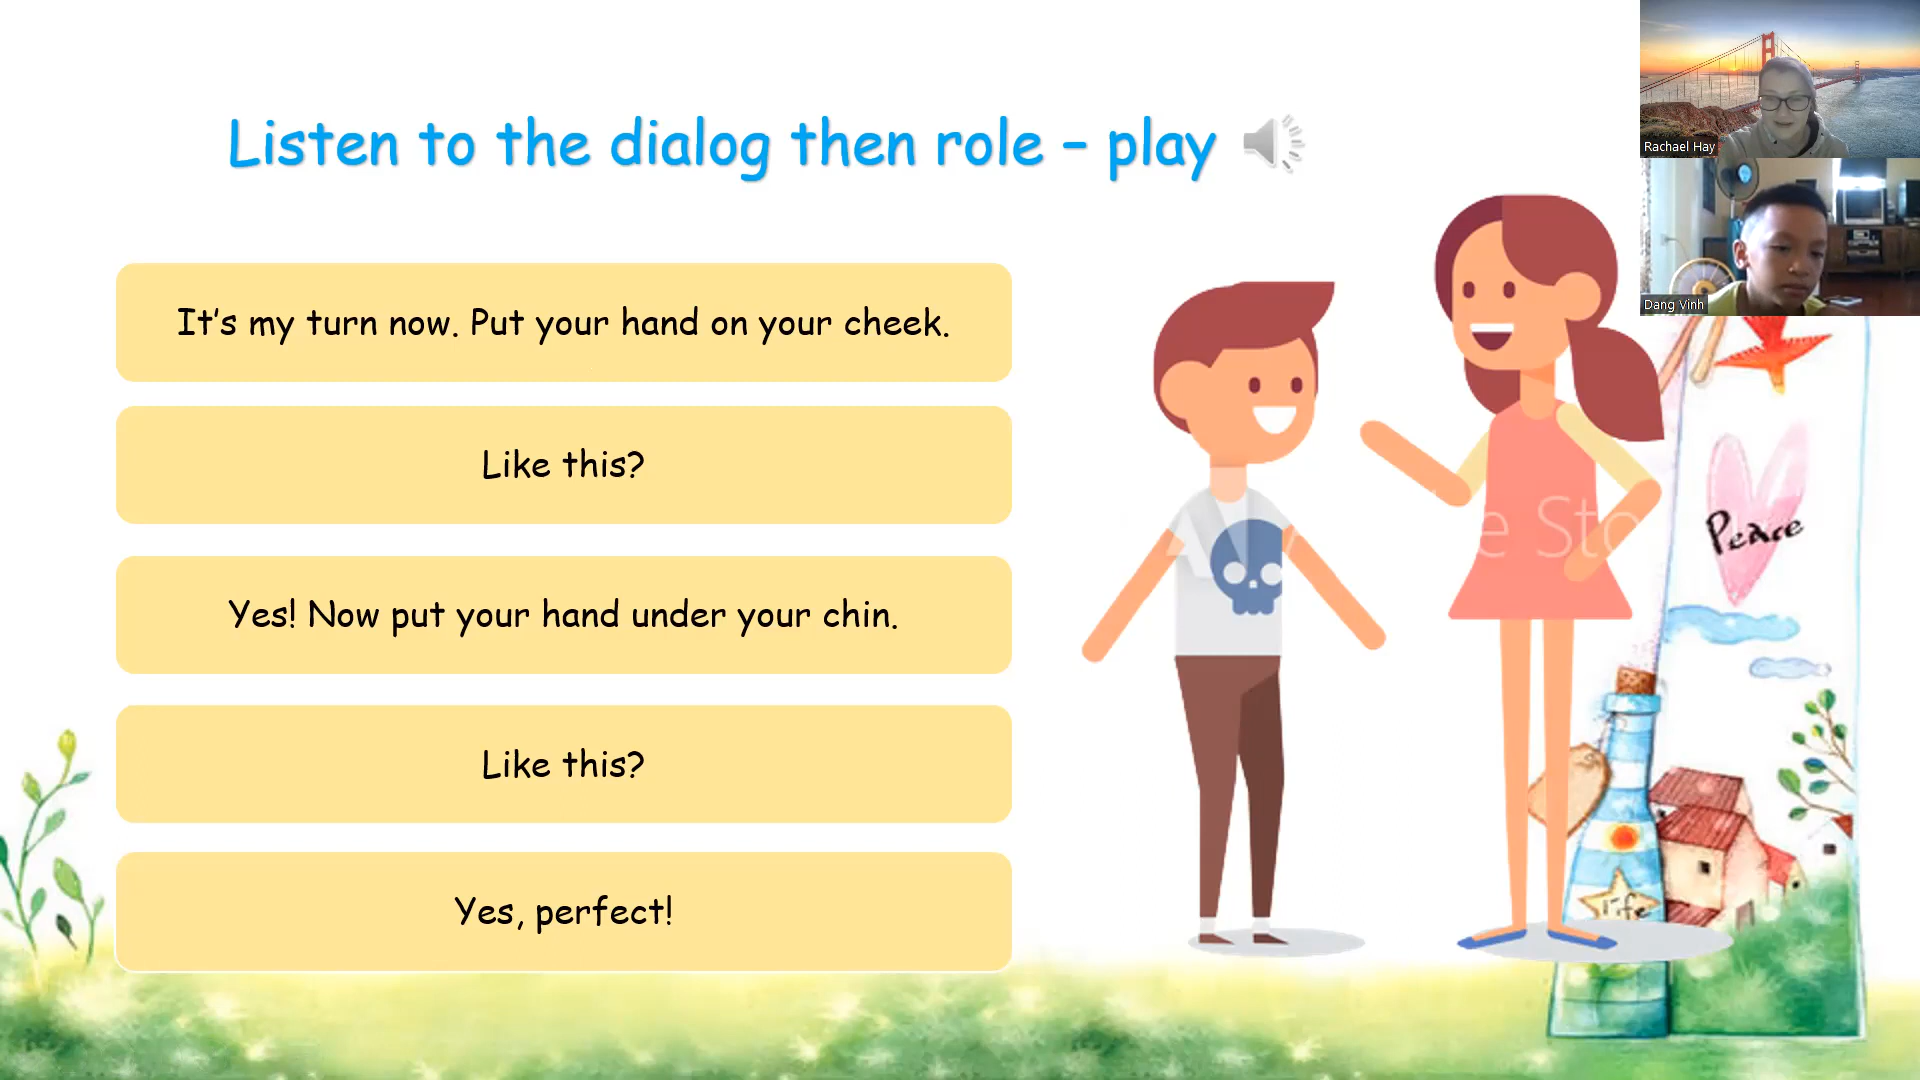 Listen to the dialog then role – play
It's my turn now. Put your hand on your cheek.
Like this?
Yes! Now put your hand under your chin.
Like this?
Yes, perfect!
Rachael Hay
Dang Vinh
Peace
life